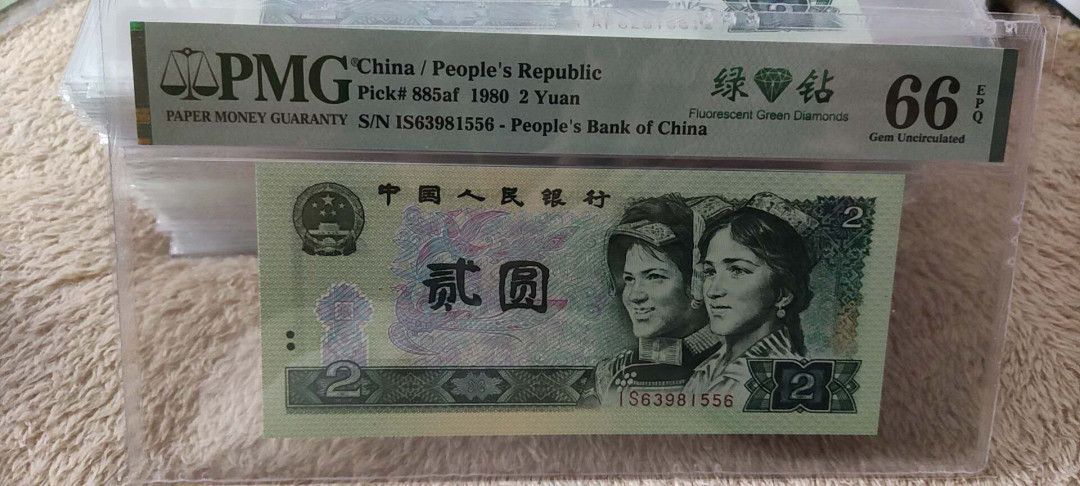 PMG®
PAPER MONEY GUARANTY
China / People's Republic
Pick# 885af 1980 2 Yuan
S/N IS63981556 - People's Bank of China
绿 钻
Fluorescent Green Diamonds
66
EPQ
Gem Uncirculated
中国人民银行
贰圆
2
2
2
IS63981556